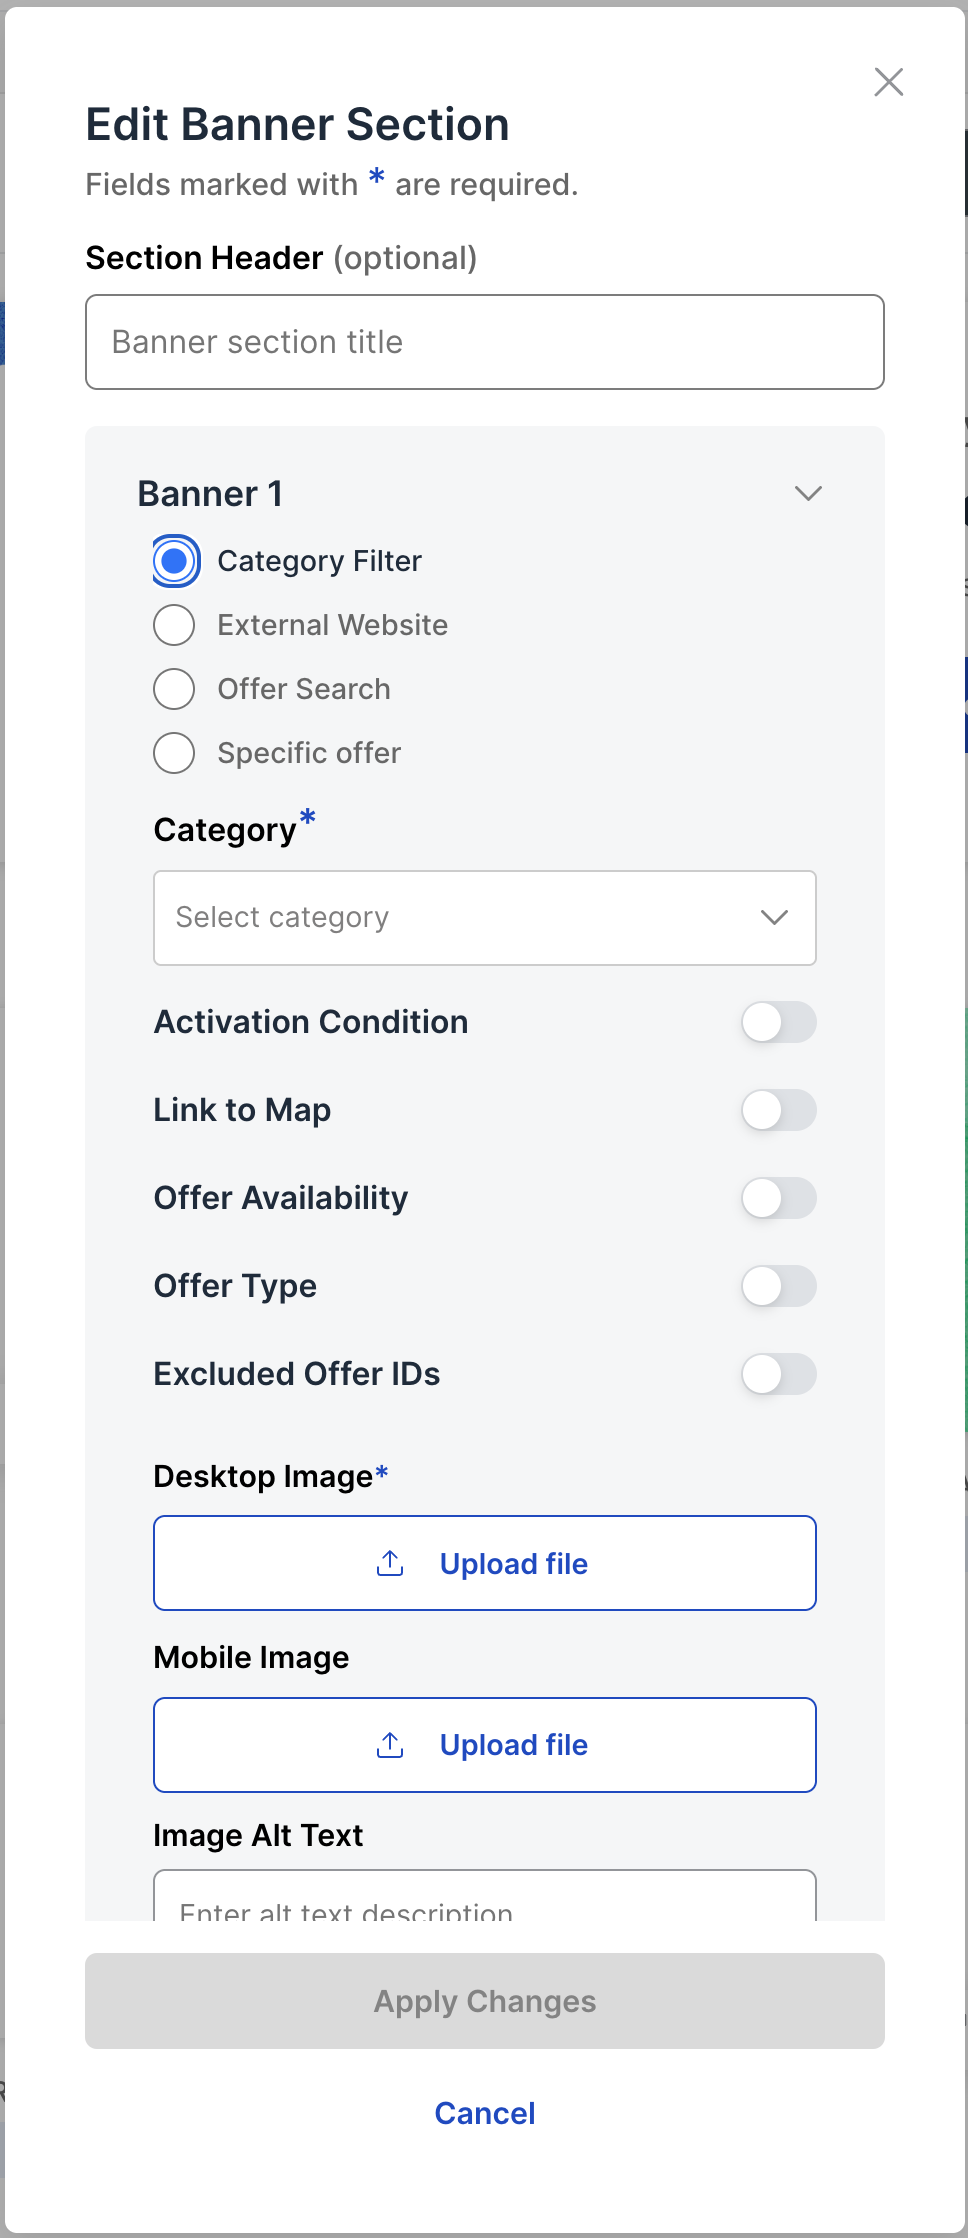 Edit Banner Section
Fields marked with * are required.
Section Header (optional)
Banner section title
Banner 1
Category Filter
External Website
Offer Search
Specific offer
Category*
Select category
Activation Condition
Link to Map
Offer Availability
Offer Type
Excluded Offer IDs
Desktop Image*
Upload file
Mobile Image
Upload file
Image Alt Text
Enter alt text description
Apply Changes
Cancel